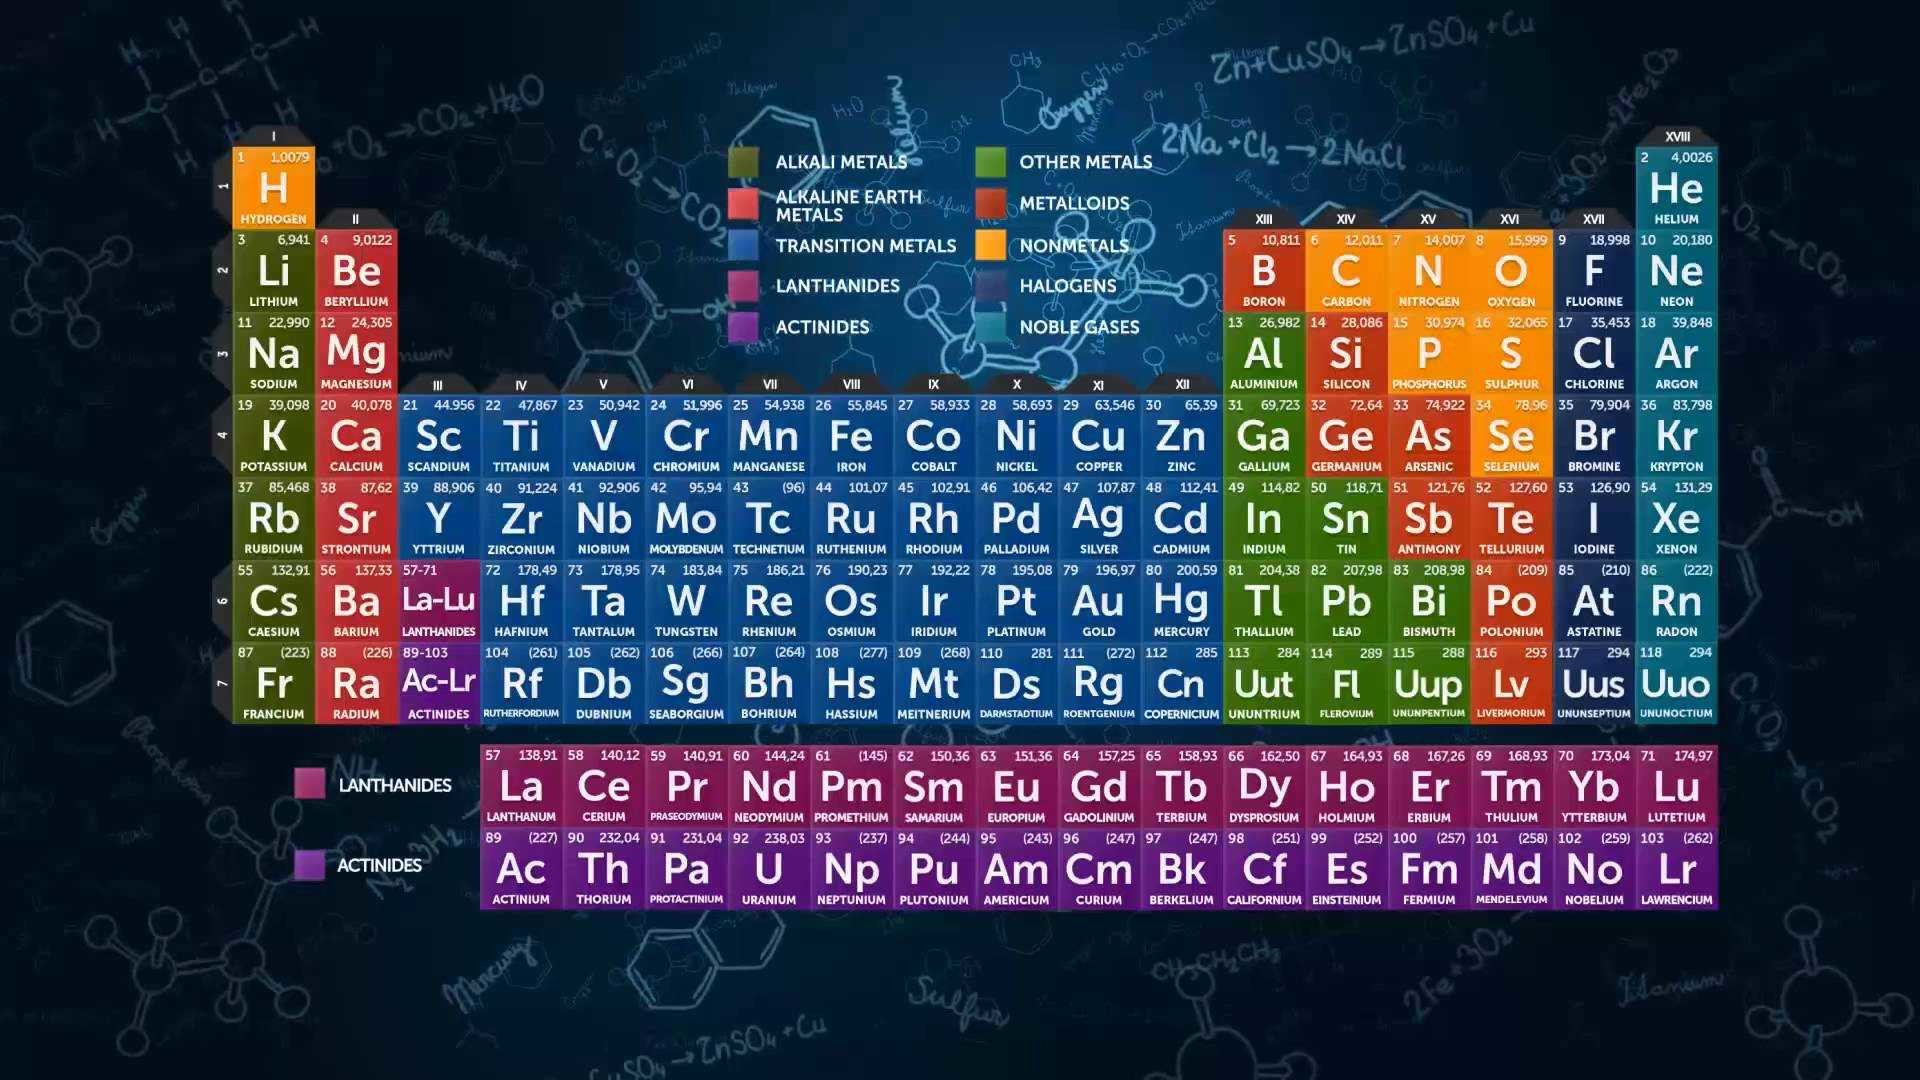 Zn+CuSO₄→ZnSO₄+Cu
+O₂→CO₂+H₂O
2Na+Cl₂→2NaCl
I
XVIII
1 1,0079 2 4,0026
1 H He
HYDROGEN HELIUM
ALKALI METALS OTHER METALS
ALKALINE EARTH METALS METALLOIDS
TRANSITION METALS NONMETALS
LANTHANIDES HALOGENS
ACTINIDES NOBLE GASES
II XIII XIV XV XVI XVII
3 6,941 4 9,0122 5 10,811 6 12,011 7 14,007 8 15,999 9 18,998 10 20,180
2 Li Be B C N O F Ne
LITHIUM BERYLLIUM BORON CARBON NITROGEN OXYGEN FLUORINE NEON
11 22,990 12 24,305 13 26,982 14 28,086 15 30,974 16 32,065 17 35,453 18 39,848
3 Na Mg Al Si P S Cl Ar
SODIUM MAGNESIUM ALUMINIUM SILICON PHOSPHORUS SULPHUR CHLORINE ARGON
III IV V VI VII VIII IX X XI XII
19 39,098 20 40,078 21 44.956 22 47,867 23 50,942 24 51,996 25 54,938 26 55,845 27 58,933 28 58,693 29 63,546 30 65,39 31 69,723 32 72,64 33 74,922 34 78,96 35 79,904 36 83,798
4 K Ca Sc Ti V Cr Mn Fe Co Ni Cu Zn Ga Ge As Se Br Kr
POTASSIUM CALCIUM SCANDIUM TITANIUM VANADIUM CHROMIUM MANGANESE IRON COBALT NICKEL COPPER ZINC GALLIUM GERMANIUM ARSENIC SELENIUM BROMINE KRYPTON
37 85,468 38 87,62 39 88,906 40 91,224 41 92,906 42 95,94 43 (96) 44 101,07 45 102,91 46 106,42 47 107,87 48 112,41 49 114,82 50 118,71 51 121,76 52 127,60 53 126,90 54 131,29
5 Rb Sr Y Zr Nb Mo Tc Ru Rh Pd Ag Cd In Sn Sb Te I Xe
RUBIDIUM STRONTIUM YTTRIUM ZIRCONIUM NIOBIUM MOLYBDENUM TECHNETIUM RUTHENIUM RHODIUM PALLADIUM SILVER CADMIUM INDIUM TIN ANTIMONY TELLURIUM IODINE XENON
55 132,91 56 137,33 57-71 72 178,49 73 178,95 74 183,84 75 186,21 76 190,23 77 192,22 78 195,08 79 196,97 80 200,59 81 204,38 82 207,98 83 208,98 84 (209) 85 (210) 86 (222)
6 Cs Ba La-Lu Hf Ta W Re Os Ir Pt Au Hg Tl Pb Bi Po At Rn
CAESIUM BARIUM LANTHANIDES HAFNIUM TANTALUM TUNGSTEN RHENIUM OSMIUM IRIDIUM PLATINUM GOLD MERCURY THALLIUM LEAD BISMUTH POLONIUM ASTATINE RADON
87 (223) 88 (226) 89-103 104 (261) 105 (262) 106 (266) 107 (264) 108 (277) 109 (268) 110 281 111 (272) 112 285 113 284 114 289 115 288 116 293 117 294 118 294
7 Fr Ra Ac-Lr Rf Db Sg Bh Hs Mt Ds Rg Cn Uut Fl Uup Lv Uus Uuo
FRANCIUM RADIUM ACTINIDES RUTHERFORDIUM DUBNIUM SEABORGIUM BOHRIUM HASSIUM MEITNERIUM DARMSTADTIUM ROENTGENIUM COPERNICIUM UNUNTRIUM FLEROVIUM UNUNPENTIUM LIVERMORIUM UNUNSEPTIUM UNUNOCTIUM
57 138,91 58 140,12 59 140,91 60 144,24 61 (145) 62 150,36 63 151,36 64 157,25 65 158,93 66 162,50 67 164,93 68 167,26 69 168,93 70 173,04 71 174,97
LANTHANIDES La Ce Pr Nd Pm Sm Eu Gd Tb Dy Ho Er Tm Yb Lu
LANTHANUM CERIUM PRASEODYMIUM NEODYMIUM PROMETHIUM SAMARIUM EUROPIUM GADOLINIUM TERBIUM DYSPROSIUM HOLMIUM ERBIUM THULIUM YTTERBIUM LUTETIUM
89 (227) 90 232,04 91 231,04 92 238,03 93 (237) 94 (244) 95 (243) 96 (247) 97 (247) 98 (251) 99 (252) 100 (257) 101 (258) 102 (259) 103 (262)
ACTINIDES Ac Th Pa U Np Pu Am Cm Bk Cf Es Fm Md No Lr
ACTINIUM THORIUM PROTACTINIUM URANIUM NEPTUNIUM PLUTONIUM AMERICIUM CURIUM BERKELIUM CALIFORNIUM EINSTEINIUM FERMIUM MENDELEVIUM NOBELIUM LAWRENCIUM
Mercury
Sulfur
CH₃CH₂CH₃
2Fe+3O₂
Titanium
CuSO₄→ZnSO₄+Cu